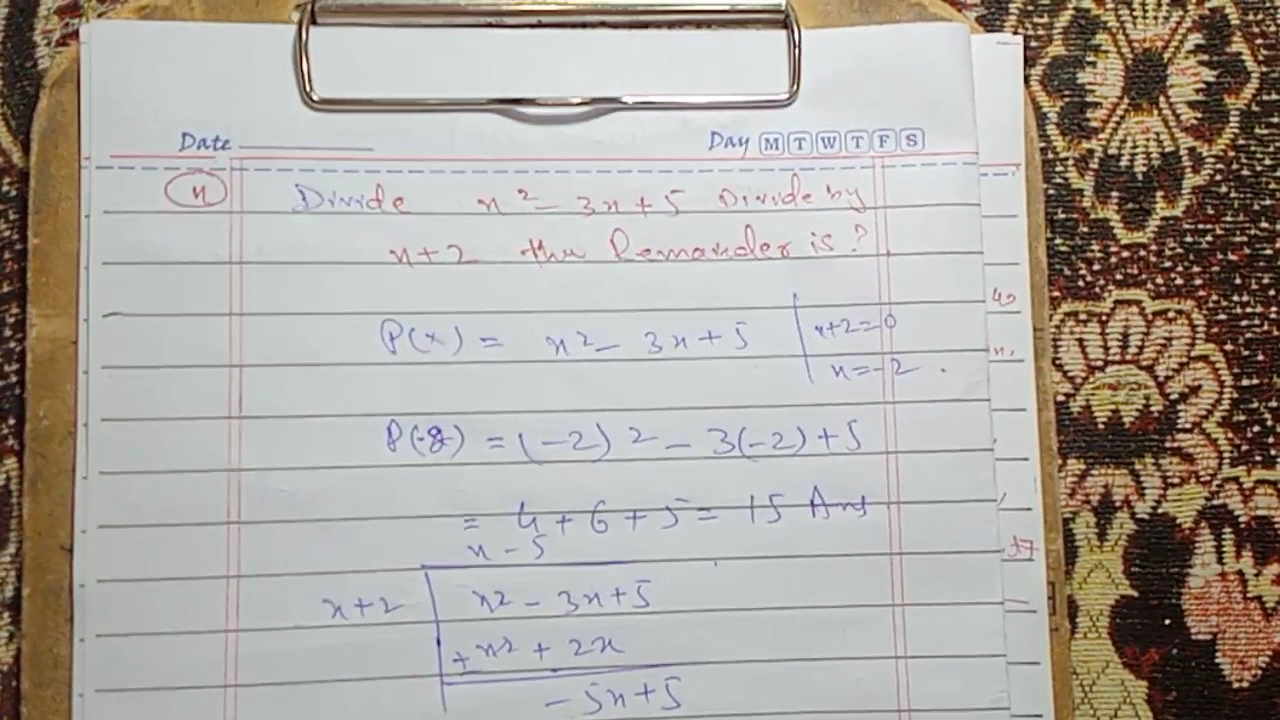 Date
Day M T W T F S
x Divide x² - 3x + 5 Divide by
x + 2 the Remainder is?
P(x) = x² - 3x + 5
x + 2 = 0
x = -2 .
P(-2) = (-2)² - 3(-2) + 5
= 4 + 6 + 5 = 15 Ans
x - 5
x + 2 x² - 3x + 5
+x² + 2x
- 5x + 5